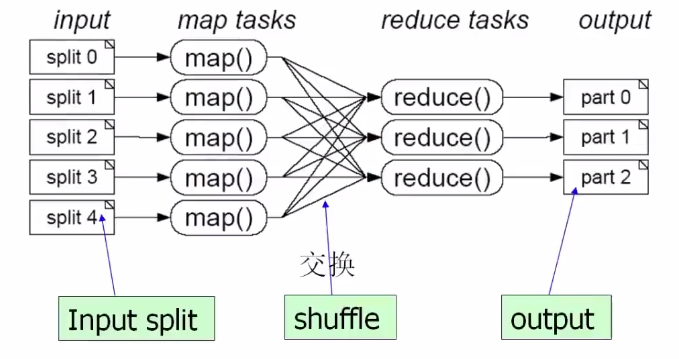 input map tasks reduce tasks output
split 0 map()
split 1 map() reduce() part 0
split 2 map() reduce() part 1
split 3 map() reduce() part 2
split 4 map()
交换
Input split shuffle output